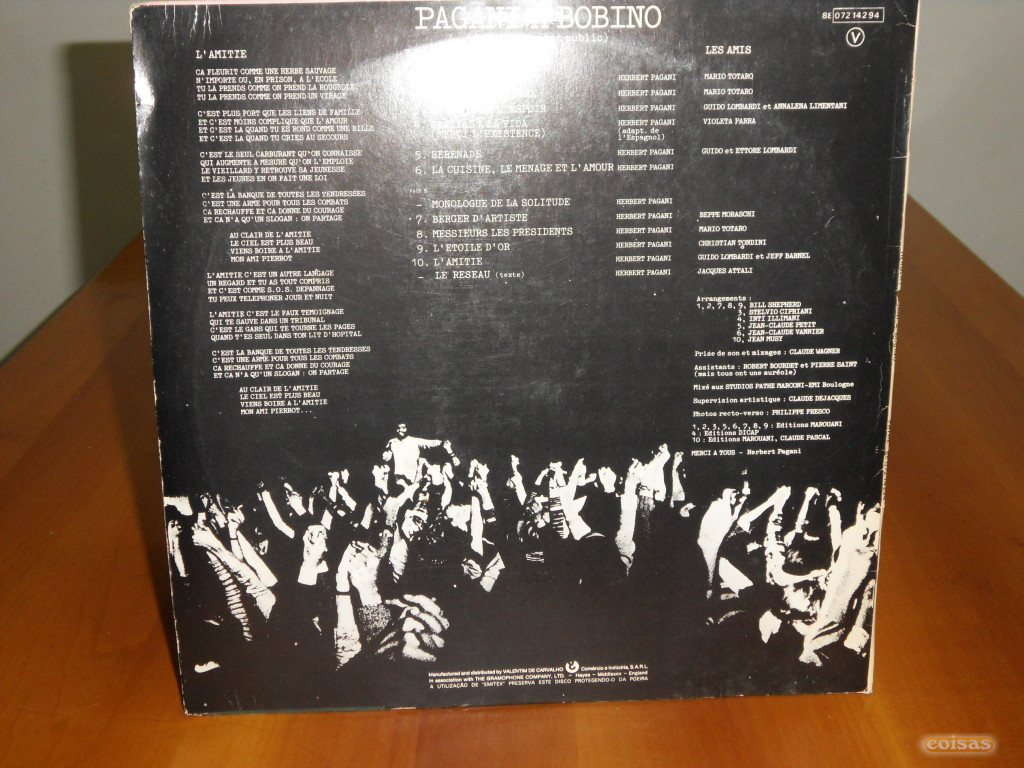 PAGANI A BOBINO
public)
8E 072 14294
V
L'AMITIE
CA FLEURIT COMME UNE HERBE SAUVAGE
N'IMPORTE OU, EN PRISON, A L'ECOLE
TU LA PRENDS COMME ON PREND LA ROUGEOLE
TU LA PRENDS COMME ON PREND UN VIRAGE
C'EST PLUS FORT QUE LES LIENS DE FAMILLE
ET C'EST MOINS COMPLIQUE QUE L'AMOUR
ET C'EST LA QUAND TU ES ROND COMME UNE BILLE
ET C'EST LA QUAND TU CRIES AU SECOURS
C'EST LE SEUL CARBURANT QU'ON CONNAISSE
QUI AUGMENTE A MESURE QU'ON L'EMPLOIE
LE VIEILLARD Y RETROUVE SA JEUNESSE
ET LES JEUNES EN ON FAIT UNE LOI
C'EST LA BANQUE DE TOUTES LES TENDRESSES
C'EST UNE ARME POUR TOUS LES COMBATS
CA RECHAUFFE ET CA DONNE DU COURAGE
ET CA N'A QU'UN SLOGAN : ON PARTAGE
AU CLAIR DE L'AMITIE
LE CIEL EST PLUS BEAU
VIENS BOIRE A L'AMITIE
MON AMI PIERROT
L'AMITIE C'EST UN AUTRE LANGAGE
UN REGARD ET TU AS TOUT COMPRIS
ET C'EST COMME S.O.S. DEPANNAGE
TU PEUX TELEPHONER JOUR ET NUIT
L'AMITIE C'EST LE FAUX TEMOIGNAGE
QUI TE SAUVE DANS UN TRIBUNAL
C'EST LE GARS QUI TE TOURNE LES PAGES
QUAND T'ES SEUL DANS TON LIT D'HOPITAL
C'EST LA BANQUE DE TOUTES LES TENDRESSES
C'EST UNE ARME POUR TOUS LES COMBATS
CA RECHAUFFE ET CA DONNE DU COURAGE
ET CA N'A QU'UN SLOGAN : ON PARTAGE
AU CLAIR DE L'AMITIE
LE CIEL EST PLUS BEAU
VIENS BOIRE A L'AMITIE
MON AMI PIERROT...
LES AMIS
HERBERT PAGANI MARIO TOTARO
HERBERT PAGANI MARIO TOTARO
ESPOIR HERBERT PAGANI GUIDO LOMBARDI et ANNALENA LIMENTANI
VIDA HERBERT PAGANI VIOLETA PARRA
(MERCI L'EXISTENCE) (adapt. de
l'Espagnol)
5. SERENADE HERBERT PAGANI GUIDO et ETTORE LOMBARDI
6. LA CUISINE, LE MENAGE ET L'AMOUR HERBERT PAGANI
FACE B
- MONOLOGUE DE LA SOLITUDE HERBERT PAGANI
7. BERGER D'ARTISTE HERBERT PAGANI BEPPE MORASCHI
8. MESSIEURS LES PRESIDENTS HERBERT PAGANI MARIO TOTARO
9. L'ETOILE D'OR HERBERT PAGANI CHRISTIAN TONDINI
10. L'AMITIE HERBERT PAGANI GUIDO LOMBARDI et JEFF BARNEL
- LE RESEAU (texte) HERBERT PAGANI JACQUES ATTALI
Arrangements :
1, 2, 7, 8, 9, BILL SHEPHERD
3, STELVIO CIPRIANI
4, INTI ILLIMANI
5, JEAN-CLAUDE PETIT
6, JEAN-CLAUDE VANNIER
10, JEAN MUSY
Prise de son et mixages : CLAUDE WAGNER
Assistants : ROBERT BOURDET et PIERRE SAINT
(mais tous ont une auréole)
Mixé aux STUDIOS PATHE MARCONI-EMI Boulogne
Supervision artistique : CLAUDE DEJACQUES
Photos recto-verso : PHILIPPE FRESCO
1, 2, 3, 5, 6, 7, 8, 9 : Editions MAROUANI
4 : Editions DICAP
10 : Editions MAROUANI, CLAUDE PASCAL
MERCI A TOUS - Herbert Pagani
Manufactured and distributed by VALENTIM DE CARVALHO Comércio e Indústria, S.A.R.L.
in association with THE GRAMOPHONE COMPANY, LTD. - Hayes - Middlesex - England
A UTILIZAÇÃO DE "EMITEX" PRESERVA ESTE DISCO PROTEGENDO-O DA POEIRA
coisas